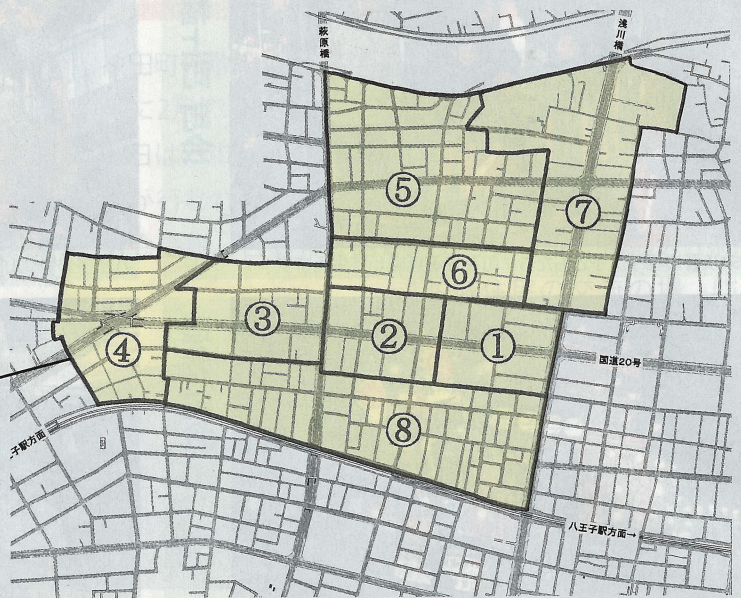 萩原橋
浅川橋
⑤
⑦
⑥
③
②
①
④
国道20号
⑧
子駅方面
八王子駅方面→